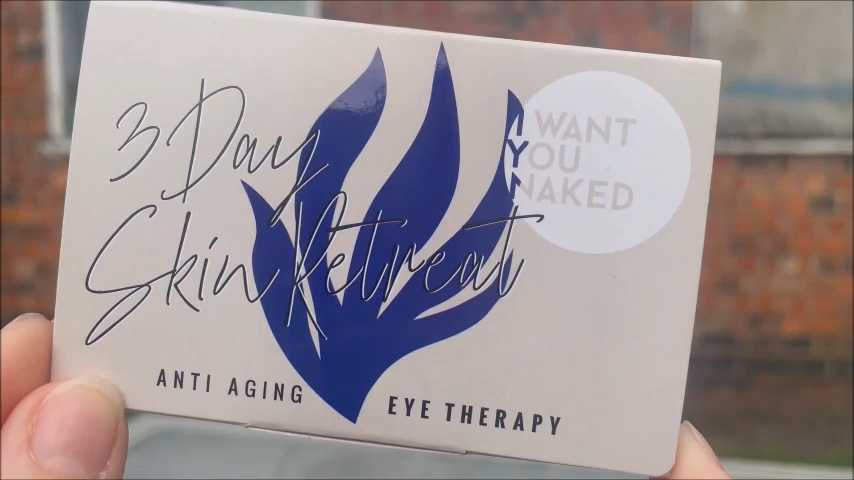 3 Day
Skin Retreat
I WANT
YOU
NAKED
ANTI AGING
EYE THERAPY